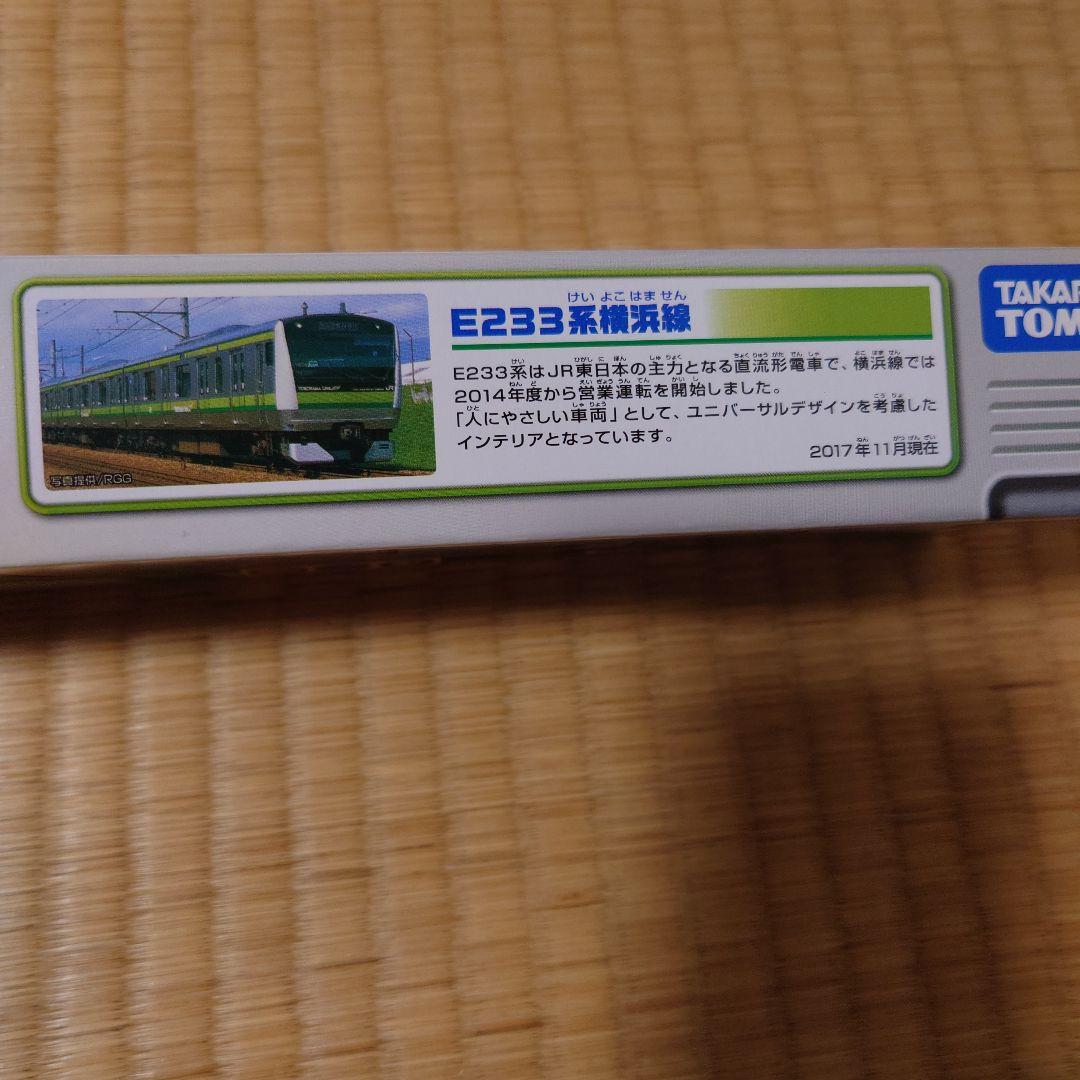 けい よこ はま せん
E233系横浜線
けい ひがし に ほん しゅ りょく ちょく りゅう がた でん しゃ よこ はま せん
E233系はJR東日本の主力となる直流形電車で、横浜線では
ねん ど えい ぎょう うん てん かい し
2014年度から営業運転を開始しました。
ひと しゃ りょう こう りょ
「人にやさしい車両」として、ユニバーサルデザインを考慮した
インテリアとなっています。
ねん がつ げん ざい
2017年11月現在
写真提供/RGG
TAKAR
TOM